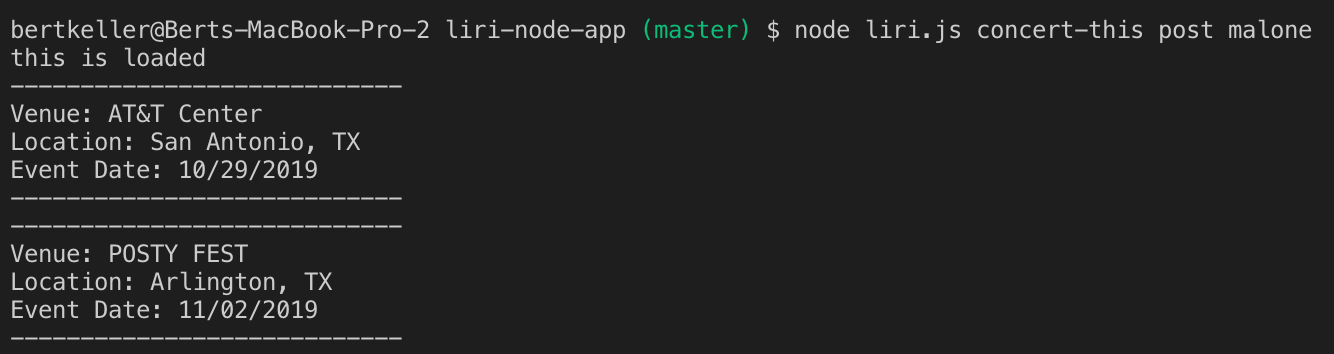 bertkeller@Berts-MacBook-Pro-2 liri-node-app (master) $ node liri.js concert-this post malone
this is loaded
----------------------------
Venue: AT&T Center
Location: San Antonio, TX
Event Date: 10/29/2019
----------------------------
----------------------------
Venue: POSTY FEST
Location: Arlington, TX
Event Date: 11/02/2019
----------------------------